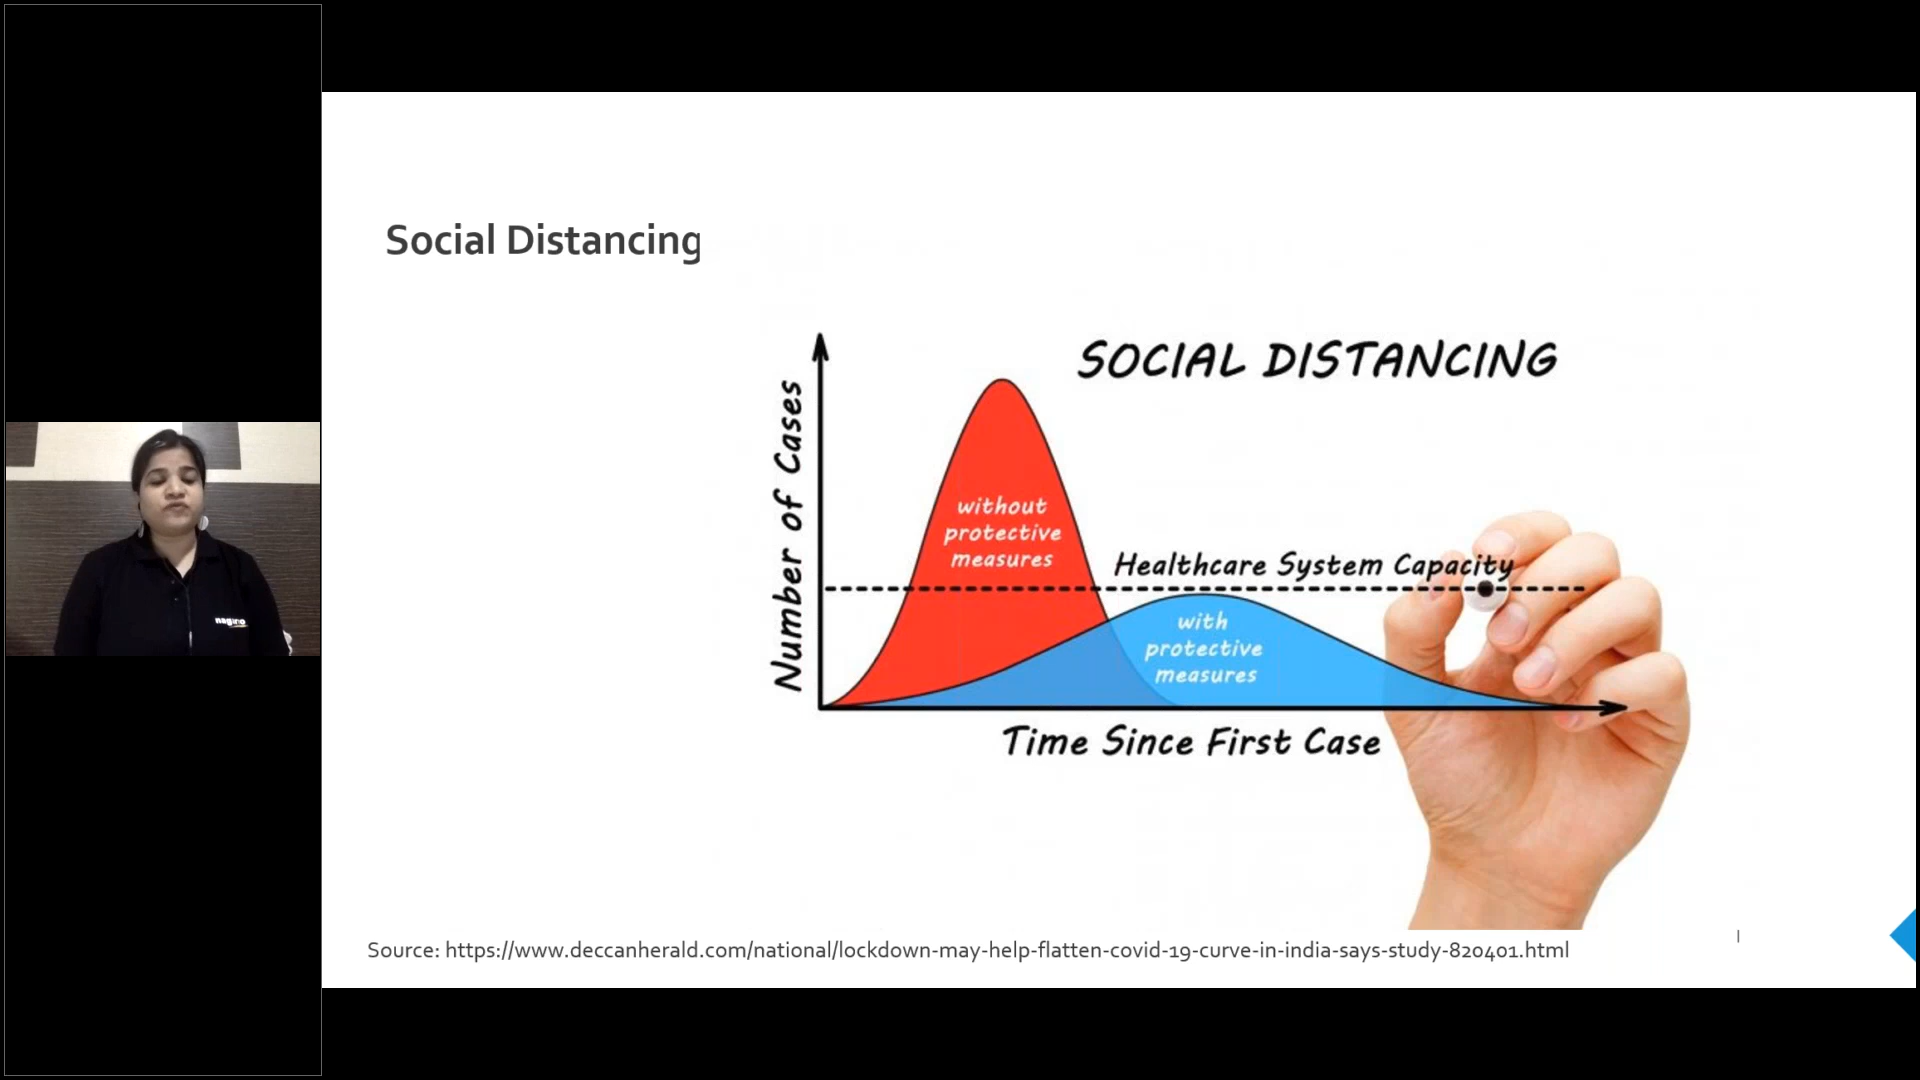 Social Distancing
SOCIAL DISTANCING
Number of Cases
without
protective
measures
Healthcare System Capacity
with
protective
measures
Time Since First Case
Source: https://www.deccanherald.com/national/lockdown-may-help-flatten-covid-19-curve-in-india-says-study-820401.html
nagarro